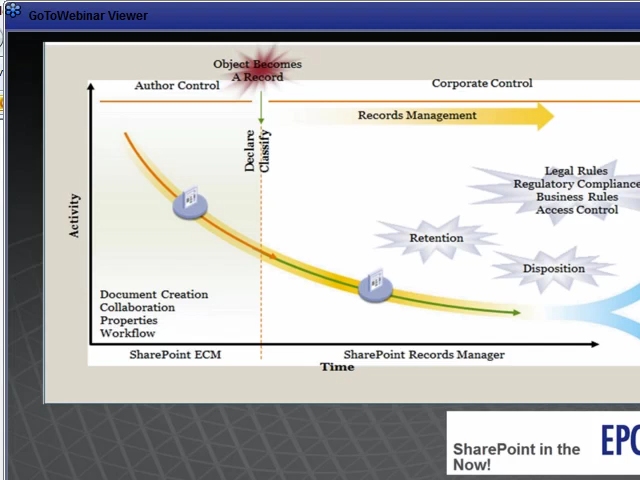 GoToWebinar Viewer
Object Becomes
A Record
Author Control
Corporate Control
Records Management
Declare
Classify
Legal Rules
Regulatory Compliance
Business Rules
Access Control
Activity
Retention
Disposition
Document Creation
Collaboration
Properties
Workflow
SharePoint ECM
SharePoint Records Manager
Time
SharePoint in the
Now!
EPC